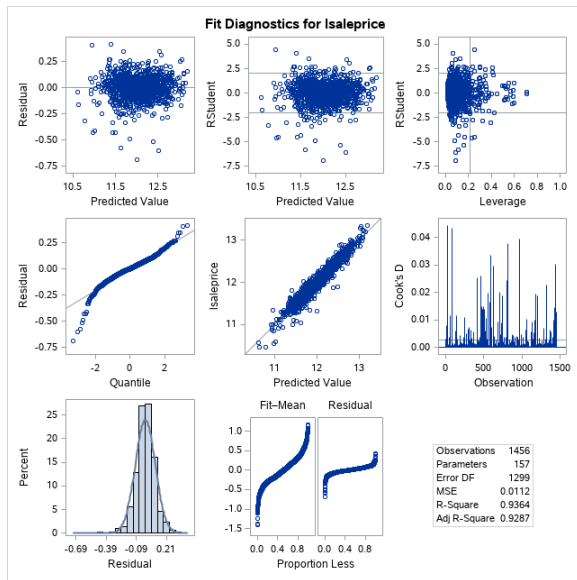 Fit Diagnostics for lsaleprice
Residual
0.25
0.00
-0.25
-0.50
-0.75
10.5 11.5 12.5
Predicted Value
RStudent
5.0
2.5
0.0
-2.5
-5.0
-7.5
10.5 11.5 12.5
Predicted Value
RStudent
5.0
2.5
0.0
-2.5
-5.0
-7.5
0.0 0.2 0.4 0.6 0.8 1.0
Leverage
Residual
0.25
0.00
-0.25
-0.50
-0.75
-2 0 2
Quantile
lsaleprice
13
12
11
11 12 13
Predicted Value
Cook's D
0.04
0.03
0.02
0.01
0.00
0 500 1000 1500
Observation
Percent
25
20
15
10
5
0
-0.69 -0.39 -0.09 0.21
Residual
Fit–Mean Residual
1.0
0.5
0.0
-0.5
-1.0
-1.5
0.0 0.4 0.8 0.0 0.4 0.8
Proportion Less
Observations 1456
Parameters 157
Error DF 1299
MSE 0.0112
R-Square 0.9364
Adj R-Square 0.9287